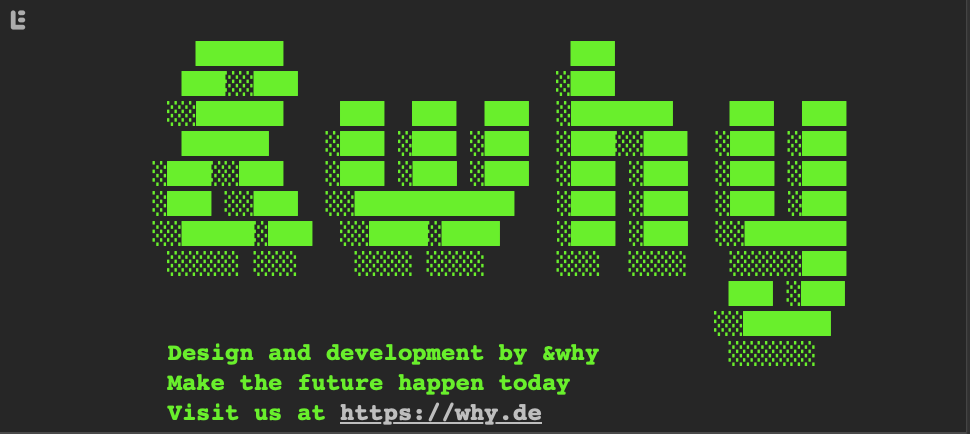 &why
Design and development by &why
Make the future happen today
Visit us at https://why.de